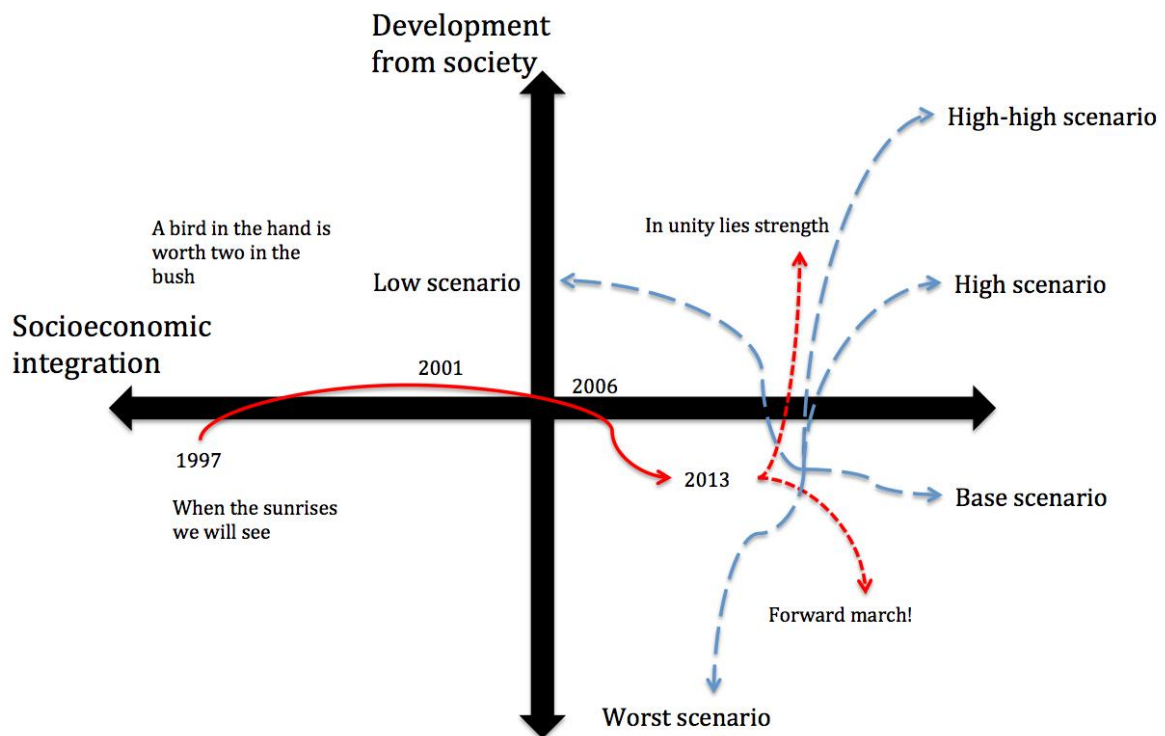 Development
from society
High-high scenario
A bird in the hand is
worth two in the
bush
In unity lies strength
Low scenario
High scenario
Socioeconomic
integration
2001
2006
1997
2013
When the sunrises
we will see
Base scenario
Forward march!
Worst scenario